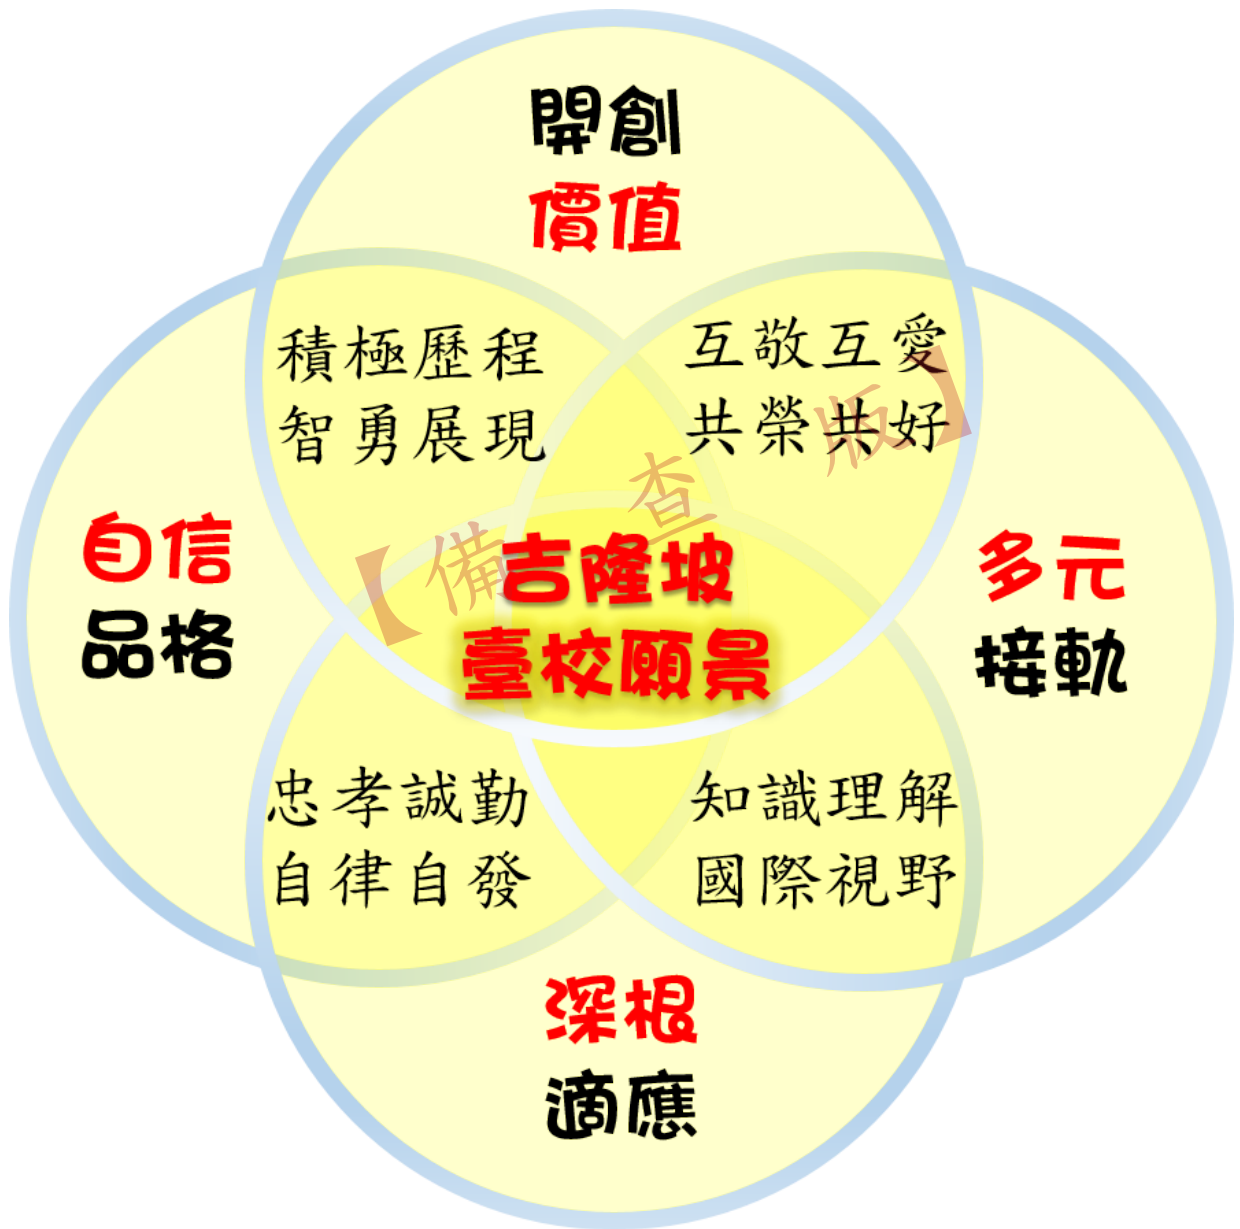 開創
價值
積極歷程
智勇展現
互敬互愛
共榮共好
自信
品格
吉隆坡
臺校願景
多元
接軌
忠孝誠勤
自律自發
知識理解
國際視野
深根
適應
【備查版】